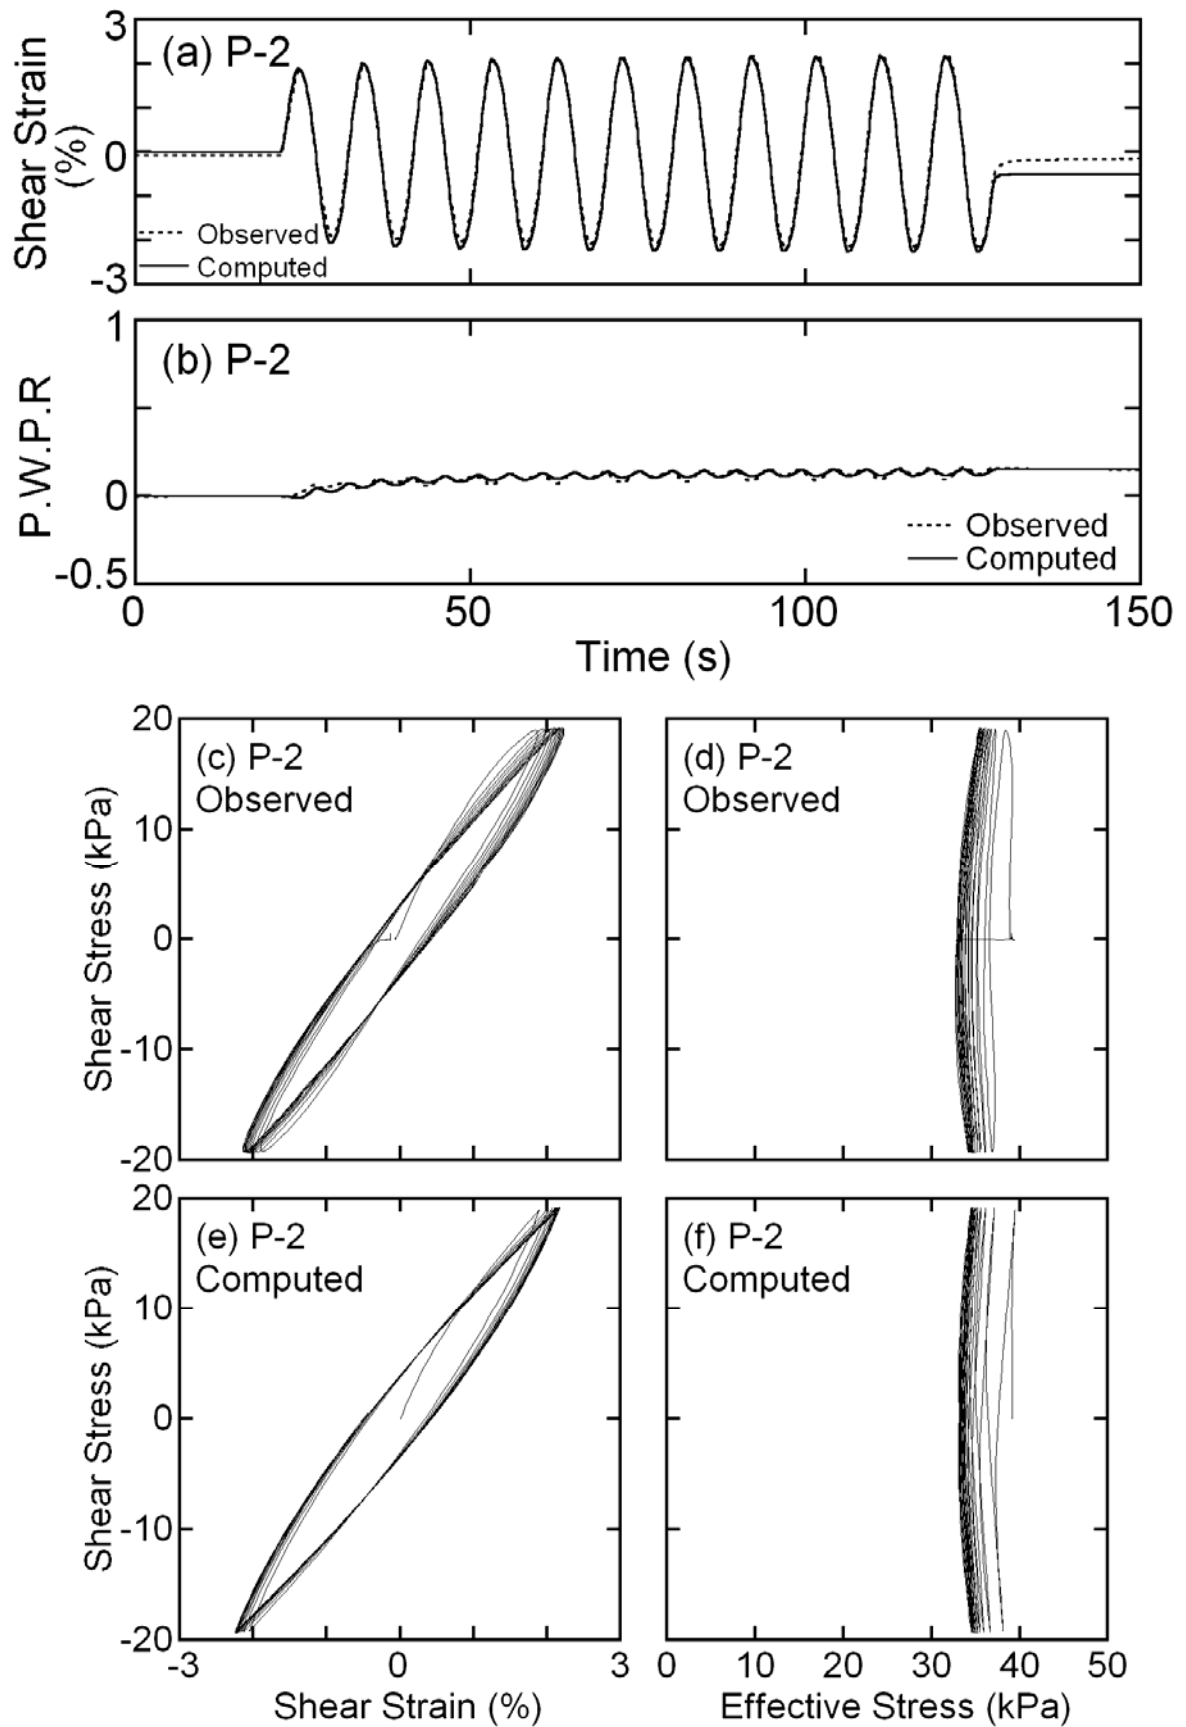 3
(a) P-2
Shear Strain
(%)
0
Observed
Computed
-3
1
(b) P-2
P.W.P.R
0
Observed
Computed
-0.5
0 50 100 150
Time (s)
20
(c) P-2
Observed
(d) P-2
Observed
Shear Stress (kPa)
10
0
-10
-20
20
(e) P-2
Computed
(f) P-2
Computed
Shear Stress (kPa)
10
0
-10
-20
-3 0 3
0 10 20 30 40 50
Shear Strain (%)
Effective Stress (kPa)